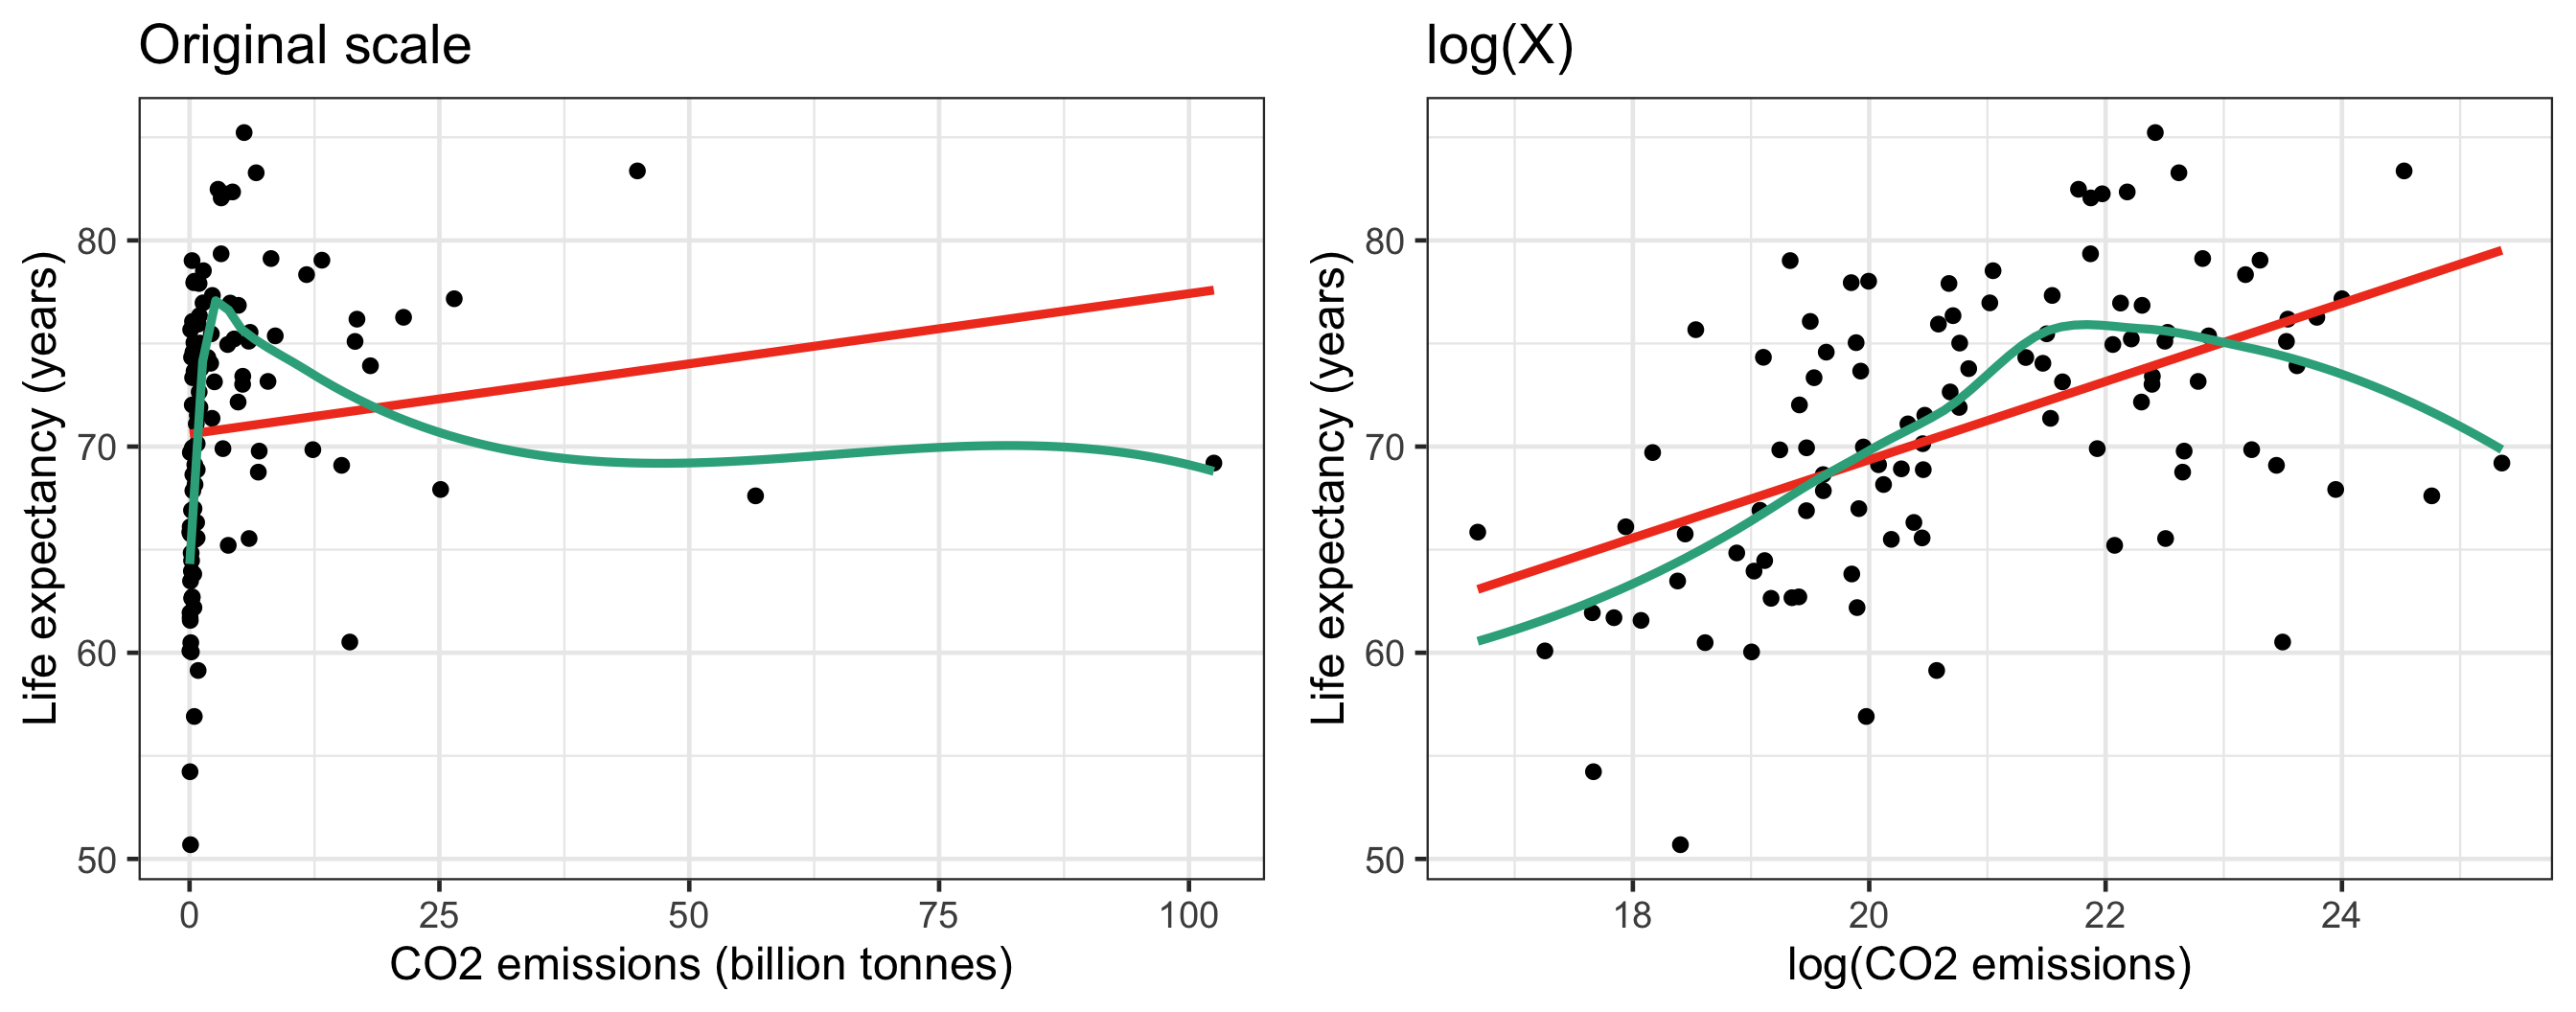 Original scale
Life expectancy (years)
80
70
60
50
0 25 50 75 100
CO2 emissions (billion tonnes)
log(X)
Life expectancy (years)
80
70
60
50
18 20 22 24
log(CO2 emissions)